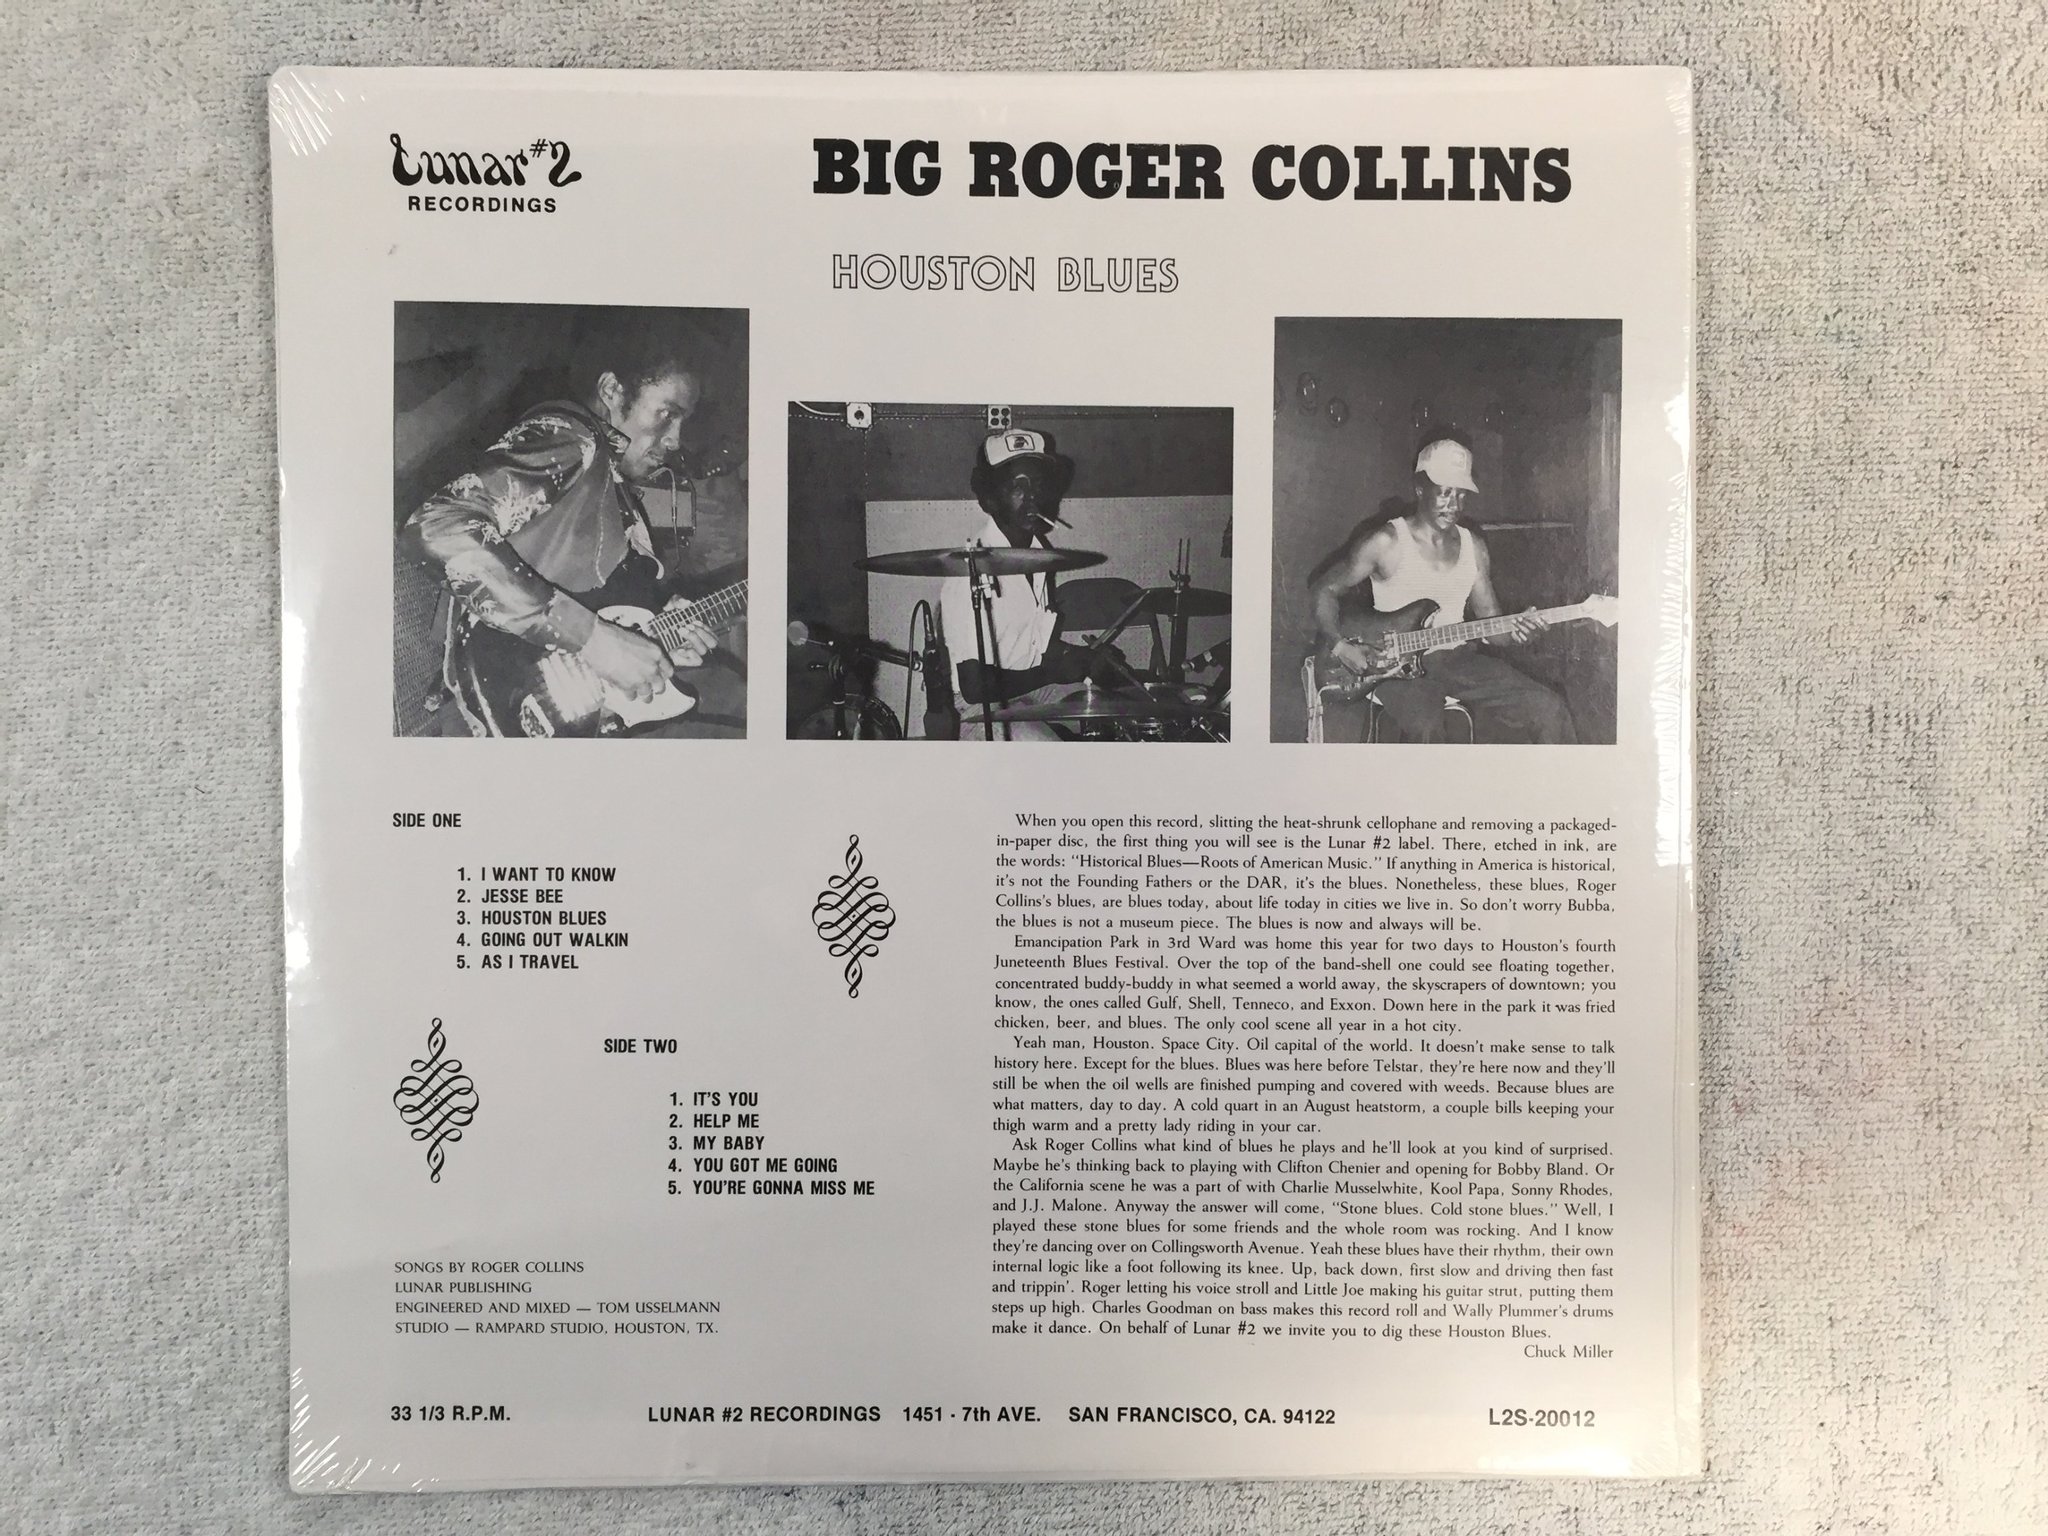 Lunar #2
RECORDINGS
BIG ROGER COLLINS
HOUSTON BLUES
SIDE ONE
1. I WANT TO KNOW
2. JESSE BEE
3. HOUSTON BLUES
4. GOING OUT WALKIN
5. AS I TRAVEL
SIDE TWO
1. IT'S YOU
2. HELP ME
3. MY BABY
4. YOU GOT ME GOING
5. YOU'RE GONNA MISS ME
SONGS BY ROGER COLLINS
LUNAR PUBLISHING
ENGINEERED AND MIXED — TOM USSELMANN
STUDIO — RAMPARD STUDIO, HOUSTON, TX.
When you open this record, slitting the heat-shrunk cellophane and removing a packaged-
in-paper disc, the first thing you will see is the Lunar #2 label. There, etched in ink, are
the words: "Historical Blues—Roots of American Music." If anything in America is historical,
it's not the Founding Fathers or the DAR, it's the blues. Nonetheless, these blues, Roger
Collins's blues, are blues today, about life today in cities we live in. So don't worry Bubba,
the blues is not a museum piece. The blues is now and always will be.
Emancipation Park in 3rd Ward was home this year for two days to Houston's fourth
Juneteenth Blues Festival. Over the top of the band-shell one could see floating together,
concentrated buddy-buddy in what seemed a world away, the skyscrapers of downtown; you
know, the ones called Gulf, Shell, Tenneco, and Exxon. Down here in the park it was fried
chicken, beer, and blues. The only cool scene all year in a hot city.
Yeah man, Houston. Space City. Oil capital of the world. It doesn't make sense to talk
history here. Except for the blues. Blues was here before Telstar, they're here now and they'll
still be when the oil wells are finished pumping and covered with weeds. Because blues are
what matters, day to day. A cold quart in an August heatstorm, a couple bills keeping your
thigh warm and a pretty lady riding in your car.
Ask Roger Collins what kind of blues he plays and he'll look at you kind of surprised.
Maybe he's thinking back to playing with Clifton Chenier and opening for Bobby Bland. Or
the California scene he was a part of with Charlie Musselwhite, Kool Papa, Sonny Rhodes,
and J.J. Malone. Anyway the answer will come, "Stone blues. Cold stone blues." Well, I
played these stone blues for some friends and the whole room was rocking. And I know
they're dancing over on Collingsworth Avenue. Yeah these blues have their rhythm, their own
internal logic like a foot following its knee. Up, back down, first slow and driving then fast
and trippin'. Roger letting his voice stroll and Little Joe making his guitar strut, putting them
steps up high. Charles Goodman on bass makes this record roll and Wally Plummer's drums
make it dance. On behalf of Lunar #2 we invite you to dig these Houston Blues.
Chuck Miller
33 1/3 R.P.M. LUNAR #2 RECORDINGS 1451 - 7th AVE. SAN FRANCISCO, CA. 94122 L2S-20012